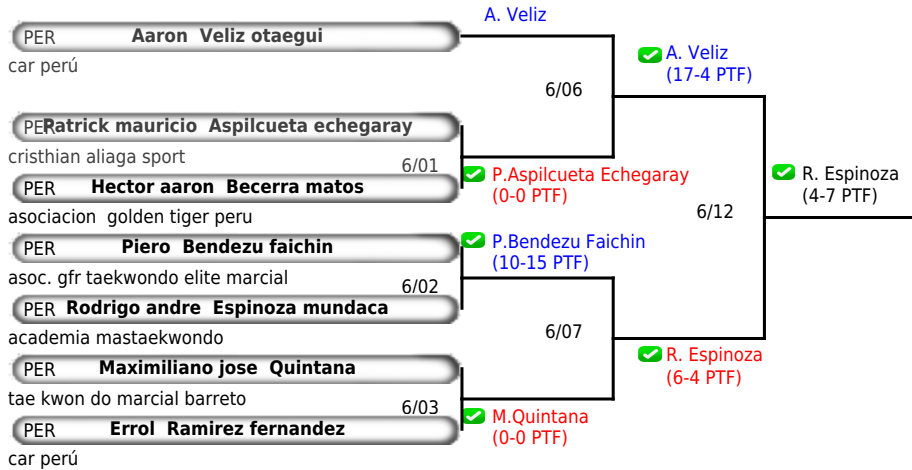 A. Veliz
PER Aaron Veliz otaegui
car perú
A. Veliz
(17-4 PTF)
6/06
PER Patrick mauricio Aspilcueta echegaray
cristhian aliaga sport
6/01
P.Aspilcueta Echegaray
(0-0 PTF)
PER Hector aaron Becerra matos
asociacion golden tiger peru
R. Espinoza
(4-7 PTF)
6/12
PER Piero Bendezu faichin
P.Bendezu Faichin
(10-15 PTF)
asoc. gfr taekwondo elite marcial
6/02
PER Rodrigo andre Espinoza mundaca
academia mastaekwondo
6/07
R. Espinoza
(6-4 PTF)
PER Maximiliano jose Quintana
tae kwon do marcial barreto
6/03
M.Quintana
(0-0 PTF)
PER Errol Ramirez fernandez
car perú